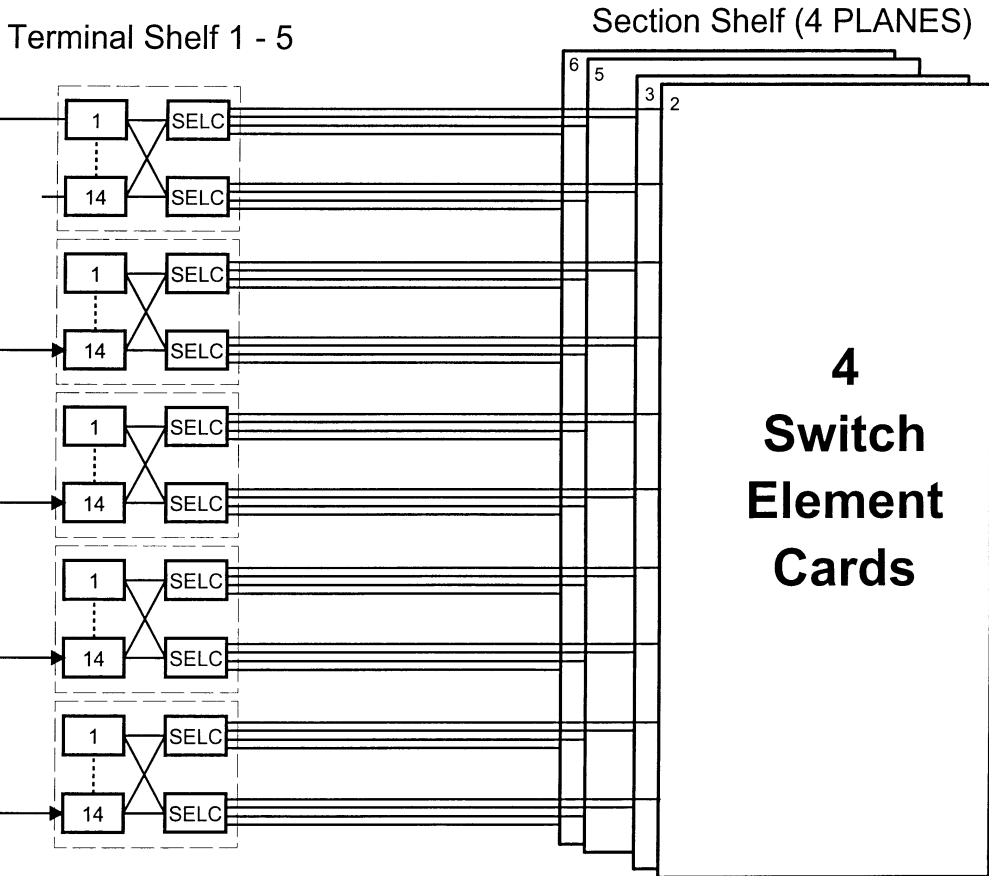 Terminal Shelf 1 - 5
Section Shelf (4 PLANES)
6
5
3
2
1
SELC
14
SELC
1
SELC
14
SELC
1
SELC
14
SELC
1
SELC
14
SELC
1
SELC
14
SELC
4
Switch
Element
Cards